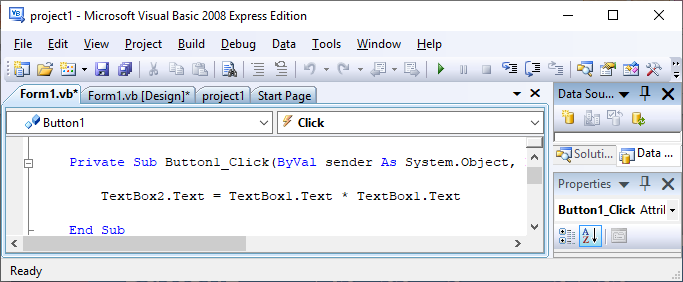 project1 - Microsoft Visual Basic 2008 Express Edition
File Edit View Project Build Debug Data Tools Window Help
Form1.vb* Form1.vb [Design]* project1 Start Page
Button1 Click
Private Sub Button1_Click(ByVal sender As System.Object,
TextBox2.Text = TextBox1.Text * TextBox1.Text
End Sub
Data Sou...
Soluti... Data ...
Properties
Button1_Click Attril
Ready